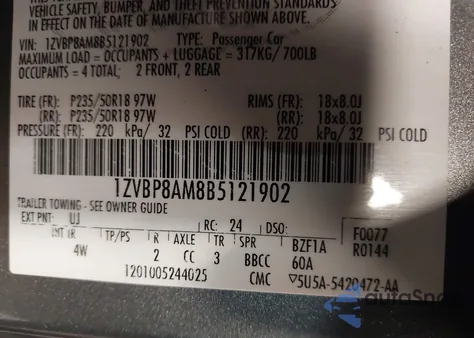 VEHICLE SAFETY, BUMPER, AND THEFT PREVENTION STANDARDS
IN EFFECT ON THE DATE OF MANUFACTURE SHOWN ABOVE.
VIN: 1ZVBP8AM8B5121902 TYPE: Passenger Car
MAXIMUM LOAD = OCCUPANTS + LUGGAGE = 317KG/700LB
OCCUPANTS = 4 TOTAL; 2 FRONT, 2 REAR
TIRE (FR): P235/50R18 97W RIMS (FR): 18x8.0J
(RR): P235/50R18 97W (RR): 18x8.0J
PRESSURE (FR): 220 kPa/ 32 PSI COLD (RR): 220 kPa/ 32 PSI COLD
1ZVBP8AM8B5121902
TRAILER TOWING - SEE OWNER GUIDE
EXT PNT: UJ RC: 24 DSO: F0077
INT TR TP/PS R AXLE TR SPR BZF1A R0144
4W 2 CC 3 BBCC 60A
1201005244025 CMC 5U5A-5420472-AA